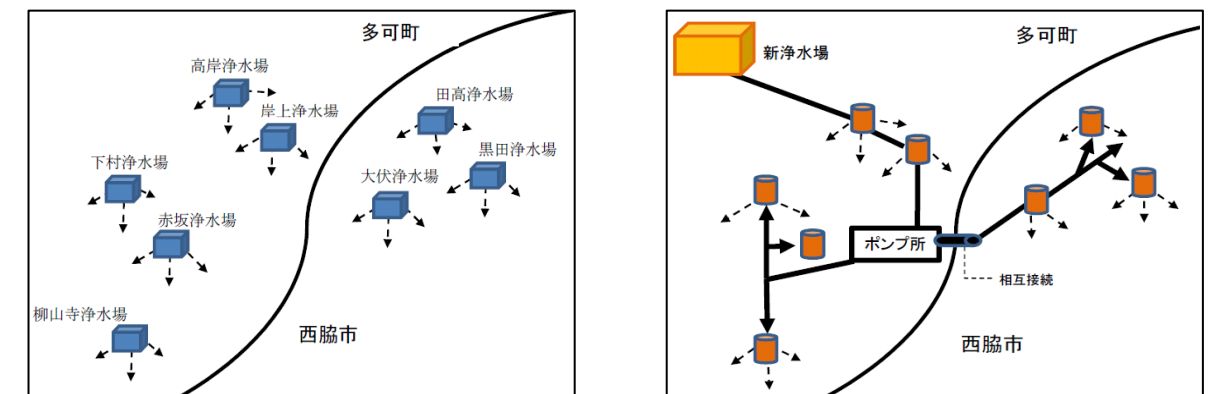 多可町
高岸浄水場
岸上浄水場
田高浄水場
黒田浄水場
下村浄水場
大伏浄水場
赤坂浄水場
柳山寺浄水場
西脇市
多可町
新浄水場
ポンプ所
相互接続
西脇市